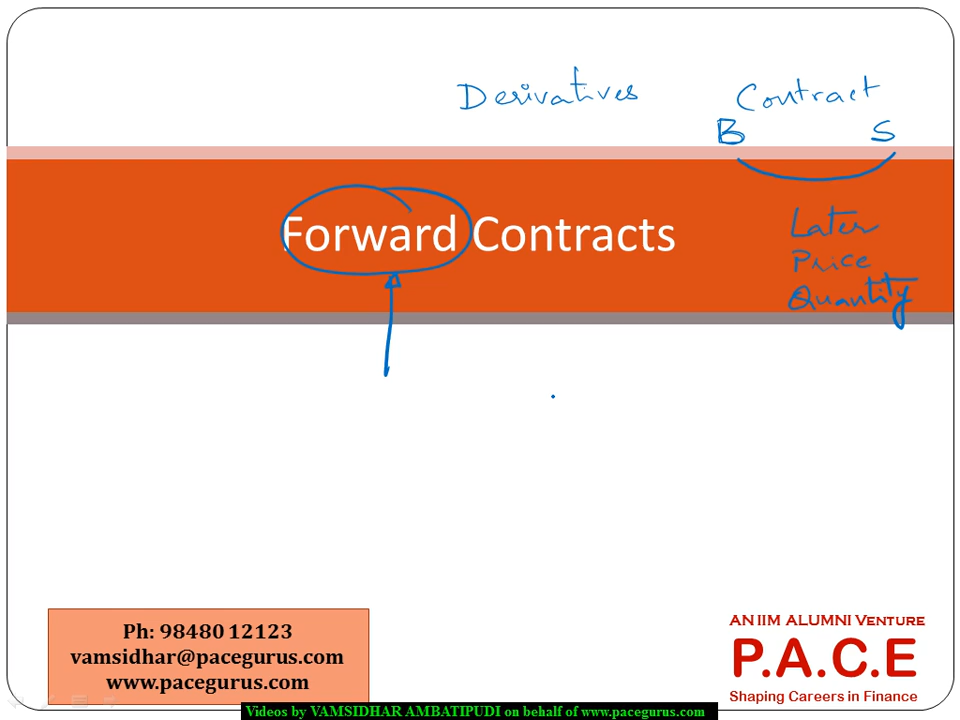 Derivatives Contract
B S
Forward Contracts
Later
Price
Quantity
Ph: 98480 12123
vamsidhar@pacegurus.com
www.pacegurus.com
AN IIM ALUMNI VENTURE
P.A.C.E
Shaping Careers in Finance
Videos by VAMSIDHAR AMBATIPUDI on behalf of www.pacegurus.com